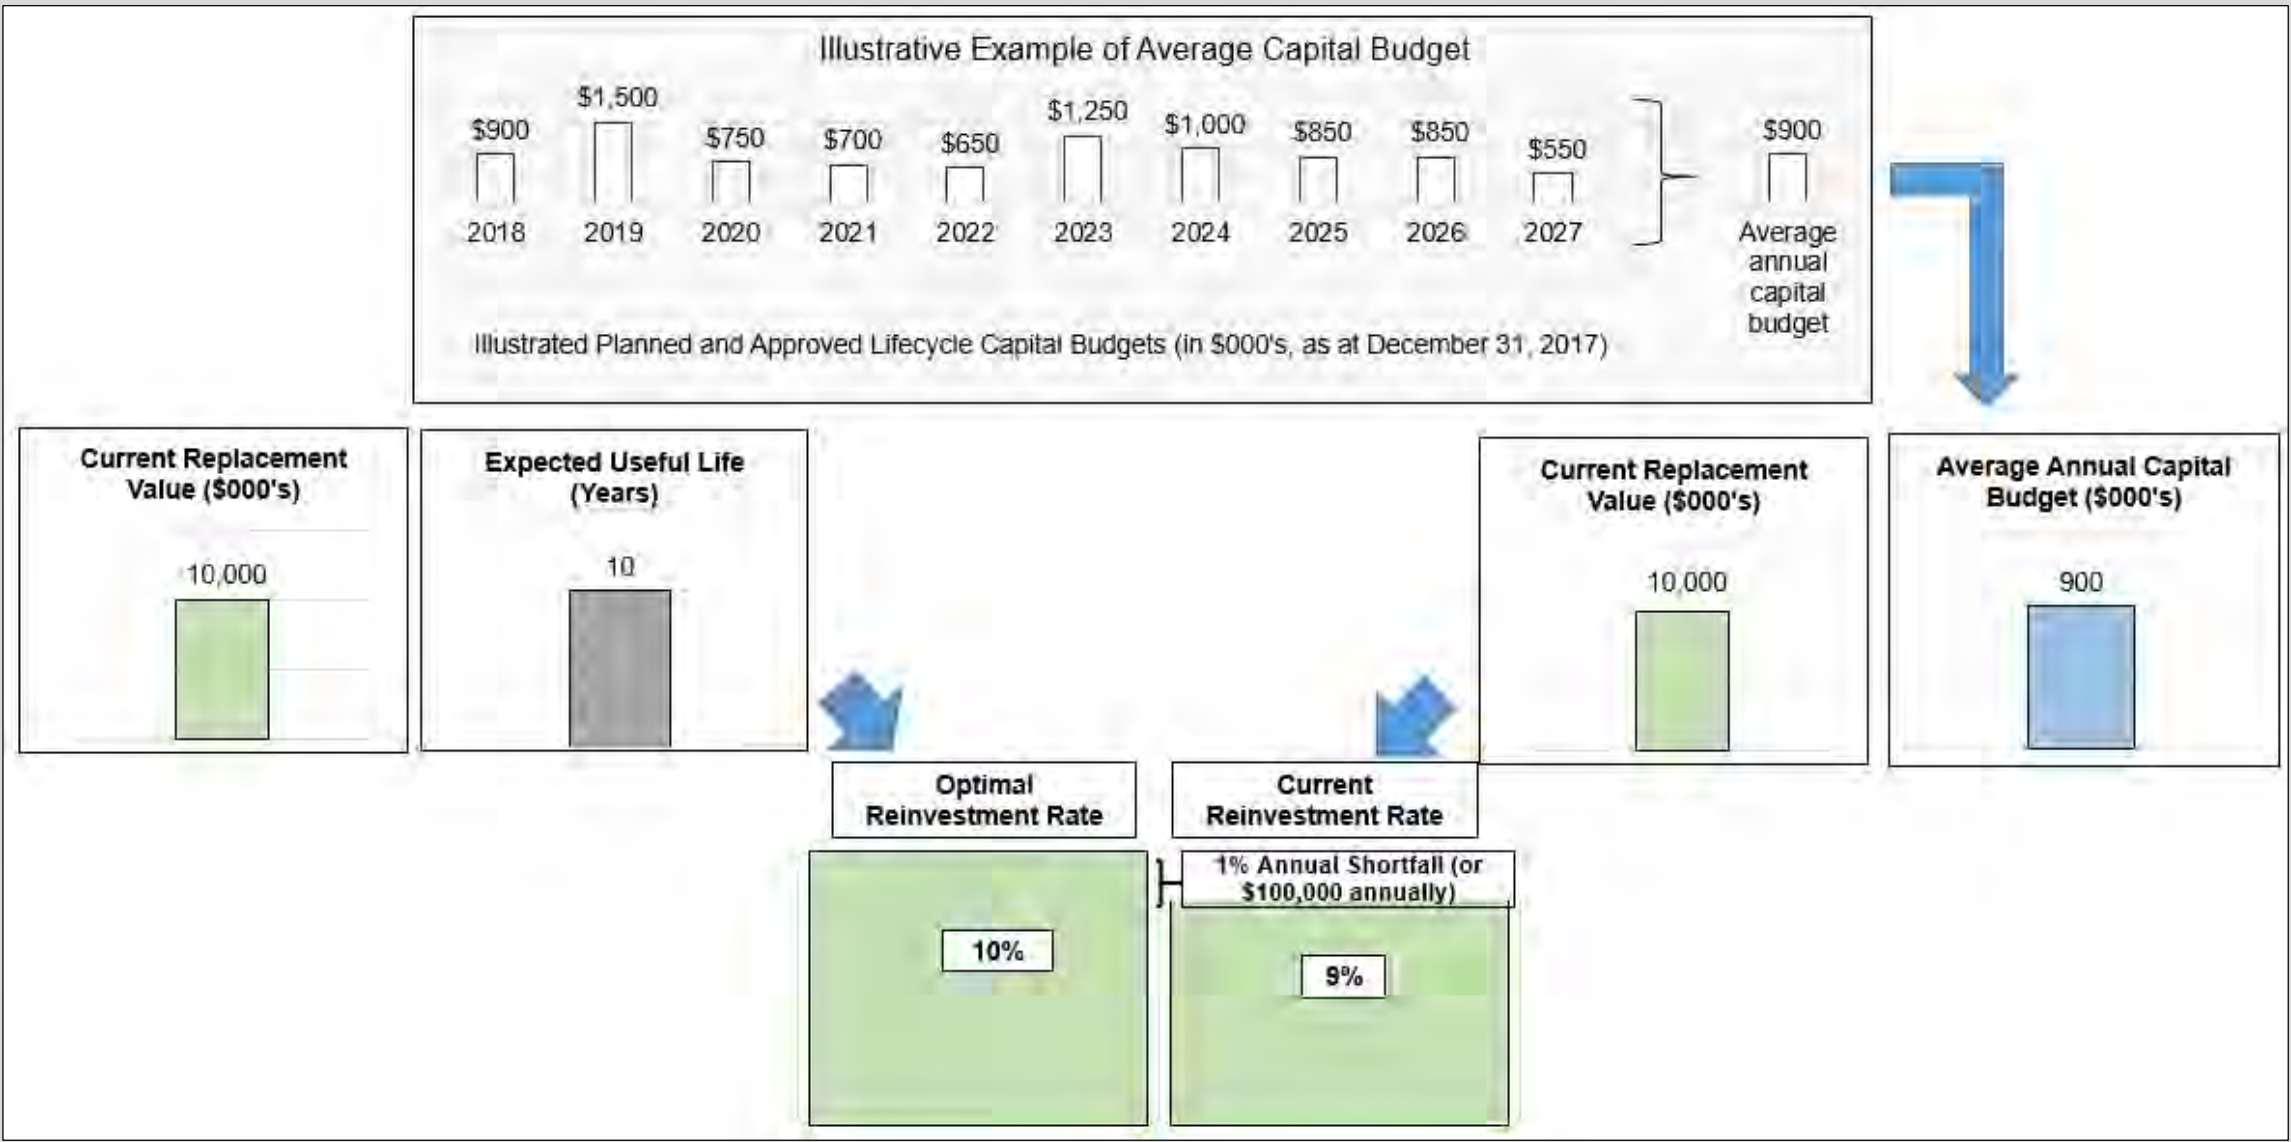 Illustrative Example of Average Capital Budget
$900
$1,500
$750
$700
$650
$1,250
$1,000
$850
$850
$550
$900
2018
2019
2020
2021
2022
2023
2024
2025
2026
2027
Average
annual
capital
budget
Illustrated Planned and Approved Lifecycle Capital Budgets (in $000's, as at December 31, 2017)
Current Replacement
Value ($000's)
10,000
Expected Useful Life
(Years)
10
Current Replacement
Value ($000's)
10,000
Average Annual Capital
Budget ($000's)
900
Optimal
Reinvestment Rate
Current
Reinvestment Rate
1% Annual Shortfall (or
$100,000 annually)
10%
9%